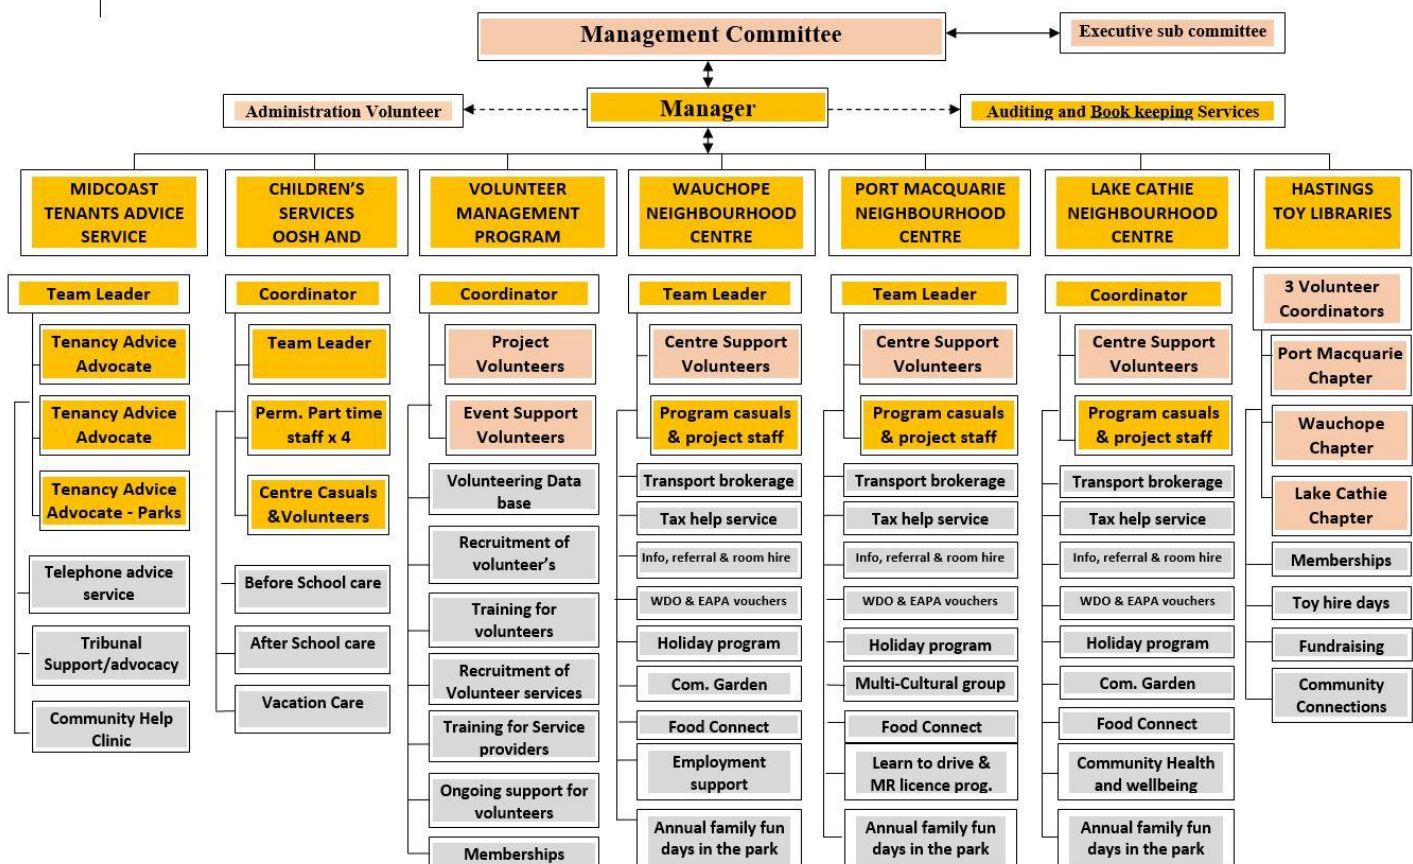 Management Committee
Executive sub committee
Administration Volunteer
Manager
Auditing and Book keeping Services
MIDCOAST
TENANTS ADVICE
SERVICE
CHILDREN'S
SERVICES
OOSH AND
VOLUNTEER
MANAGEMENT
PROGRAM
WAUCHOPE
NEIGHBOURHOOD
CENTRE
PORT MACQUARIE
NEIGHBOURHOOD
CENTRE
LAKE CATHIE
NEIGHBOURHOOD
CENTRE
HASTINGS
TOY LIBRARIES
Team Leader
Tenancy Advice
Advocate
Tenancy Advice
Advocate
Tenancy Advice
Advocate - Parks
Telephone advice
service
Tribunal
Support/advocacy
Community Help
Clinic
Coordinator
Team Leader
Perm. Part time
staff x 4
Centre Casuals
&Volunteers
Before School care
After School care
Vacation Care
Coordinator
Project
Volunteers
Event Support
Volunteers
Volunteering Data
base
Recruitment of
volunteer's
Training for
volunteers
Recruitment of
Volunteer services
Training for Service
providers
Ongoing support for
volunteers
Memberships
Team Leader
Centre Support
Volunteers
Program casuals
& project staff
Transport brokerage
Tax help service
Info, referral & room hire
WDO & EAPA vouchers
Holiday program
Com. Garden
Food Connect
Employment
support
Annual family fun
days in the park
Team Leader
Centre Support
Volunteers
Program casuals
& project staff
Transport brokerage
Tax help service
Info, referral & room hire
WDO & EAPA vouchers
Holiday program
Multi-Cultural group
Food Connect
Learn to drive &
MR licence prog.
Annual family fun
days in the park
Coordinator
Centre Support
Volunteers
Program casuals
& project staff
Transport brokerage
Tax help service
Info, referral & room hire
WDO & EAPA vouchers
Holiday program
Com. Garden
Food Connect
Community Health
and wellbeing
Annual family fun
days in the park
3 Volunteer
Coordinators
Port Macquarie
Chapter
Wauchope
Chapter
Lake Cathie
Chapter
Memberships
Toy hire days
Fundraising
Community
Connections